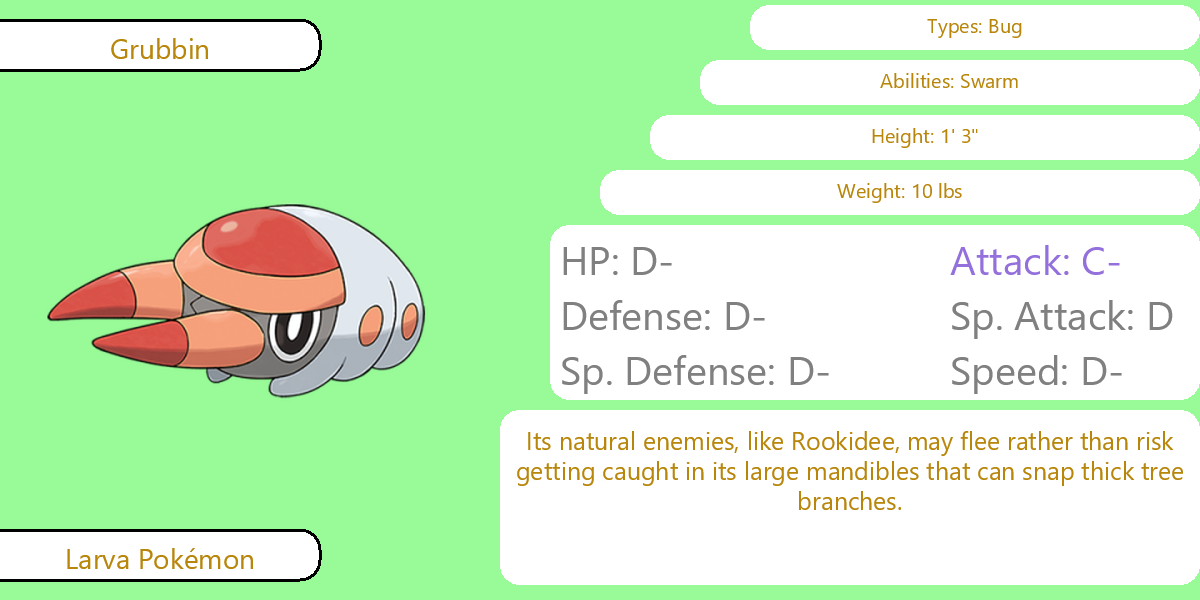 Grubbin
Types: Bug
Abilities: Swarm
Height: 1' 3"
Weight: 10 lbs
HP: D-
Attack: C-
Defense: D-
Sp. Attack: D
Sp. Defense: D-
Speed: D-
Its natural enemies, like Rookidee, may flee rather than risk
getting caught in its large mandibles that can snap thick tree
branches.
Larva Pokémon